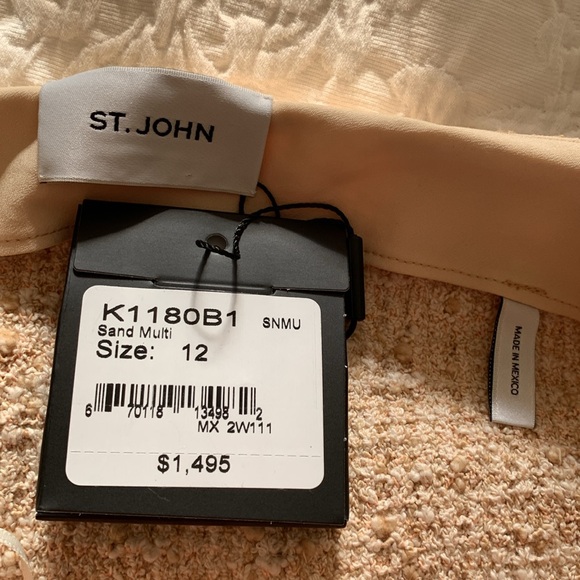 ST. JOHN
K1180B1 SNMU
Sand Multi
Size: 12
6 70118 13498 2
MX 2W111
$1,495
MADE IN MEXICO